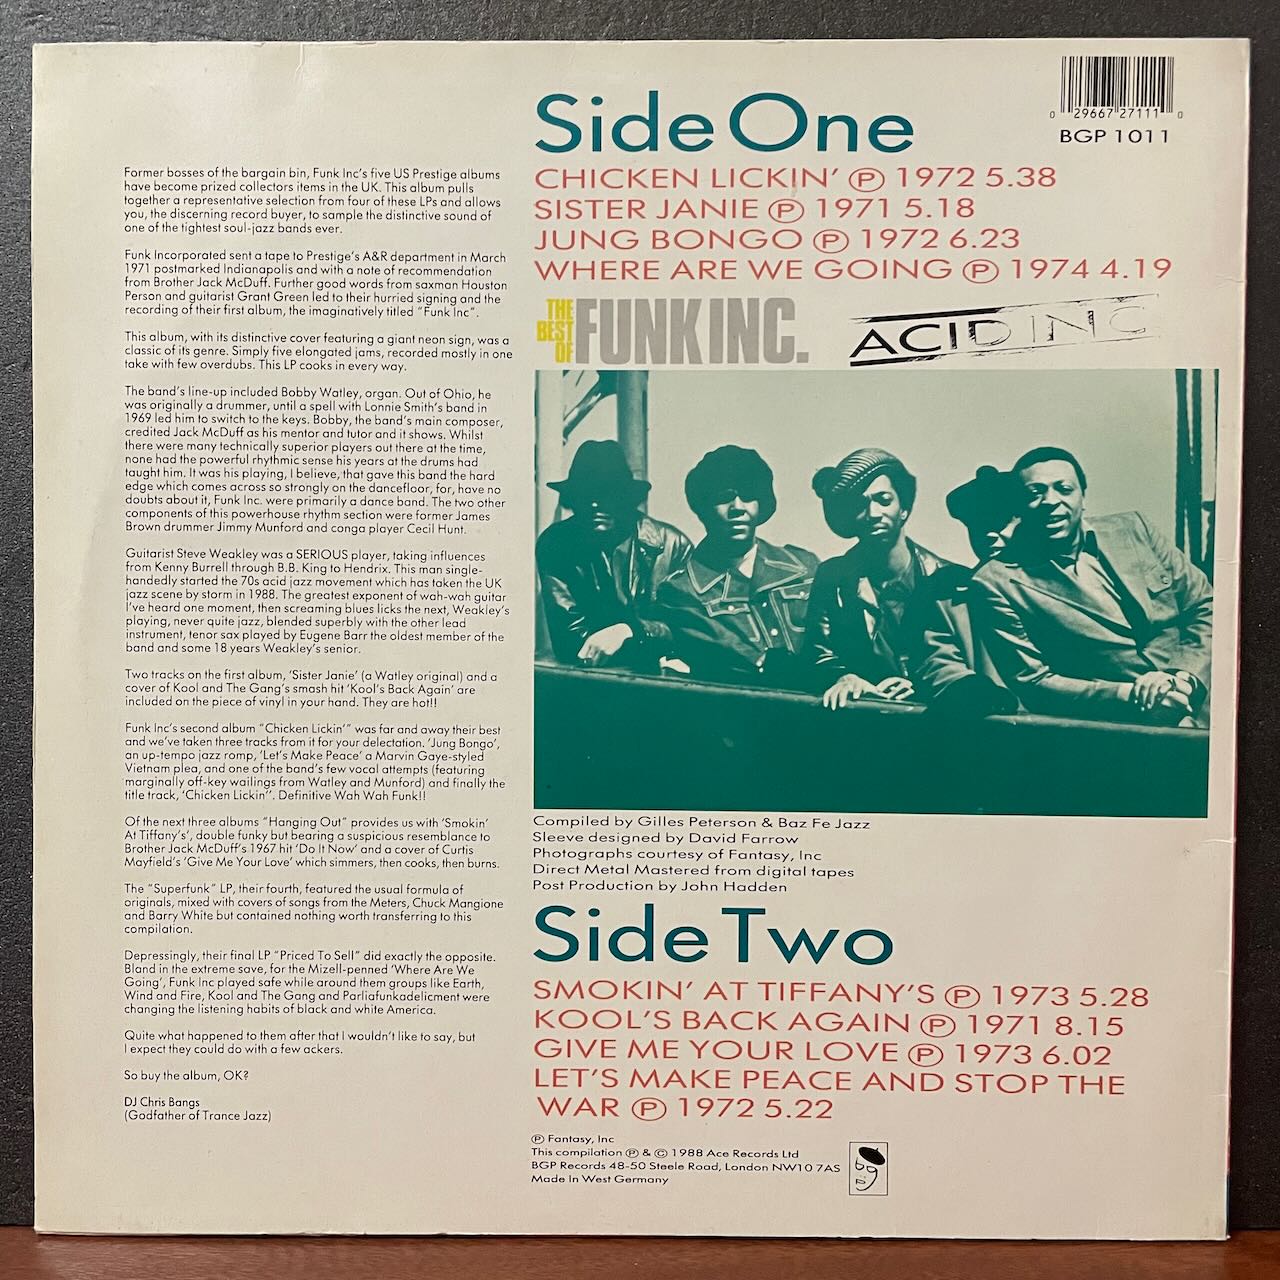 Former bosses of the bargain bin, Funk Inc's five US Prestige albums
have become prized collectors items in the UK. This album pulls
together a representative selection from four of these LPs and allows
you, the discerning record buyer, to sample the distinctive sound of
one of the tightest soul-jazz bands ever.
Funk Incorporated sent a tape to Prestige's A&R department in March
1971 postmarked Indianapolis and with a note of recommendation
from Brother Jack McDuff. Further good words from saxman Houston
Person and guitarist Grant Green led to their hurried signing and the
recording of their first album, the imaginatively titled "Funk Inc".
This album, with its distinctive cover featuring a giant neon sign, was a
classic of its genre. Simply five elongated jams, recorded mostly in one
take with few overdubs. This LP cooks in every way.
The band's line-up included Bobby Watley, organ. Out of Ohio, he
was originally a drummer, until a spell with Lonnie Smith's band in
1969 led him to switch to the keys. Bobby, the band's main composer,
credited Jack McDuff as his mentor and tutor and it shows. Whilst
there were many technically superior players out there at the time,
none had the powerful rhythmic sense his years at the drums had
taught him. It was his playing, I believe, that gave this band the hard
edge which comes across so strongly on the dancefloor, for, have no
doubts about it, Funk Inc. were primarily a dance band. The two other
components of this powerhouse rhythm section were former James
Brown drummer Jimmy Munford and conga player Cecil Hunt.
Guitarist Steve Weakley was a SERIOUS player, taking influences
from Kenny Burrell through B.B. King to Hendrix. This man single-
handedly started the 70s acid jazz movement which has taken the UK
jazz scene by storm in 1988. The greatest exponent of wah-wah guitar
I've heard one moment, then screaming blues licks the next, Weakley's
playing, never quite jazz, blended superbly with the other lead
instrument, tenor sax played by Eugene Barr the oldest member of the
band and some 18 years Weakley's senior.
Two tracks on the first album, 'Sister Janie' (a Watley original) and a
cover of Kool and The Gang's smash hit 'Kool's Back Again' are
included on the piece of vinyl in your hand. They are hot!!
Funk Inc's second album "Chicken Lickin'" was far and away their best
and we've taken three tracks from it for your delectation. 'Jung Bongo',
an up-tempo jazz romp, 'Let's Make Peace' a Marvin Gaye-styled
Vietnam plea, and one of the band's few vocal attempts (featuring
marginally off-key wailings from Watley and Munford) and finally the
title track, 'Chicken Lickin''. Definitive Wah Wah Funk!!
Of the next three albums "Hanging Out" provides us with 'Smokin'
At Tiffany's', double funky but bearing a suspicious resemblance to
Brother Jack McDuff's 1967 hit 'Do It Now' and a cover of Curtis
Mayfield's 'Give Me Your Love' which simmers, then cooks, then burns.
The "Superfunk" LP, their fourth, featured the usual formula of
originals, mixed with covers of songs from the Meters, Chuck Mangione
and Barry White but contained nothing worth transferring to this
compilation.
Depressingly, their final LP "Priced To Sell" did exactly the opposite.
Bland in the extreme save, for the Mizell-penned 'Where Are We
Going', Funk Inc played safe while around them groups like Earth,
Wind and Fire, Kool and The Gang and Parliafunkadelicment were
changing the listening habits of black and white America.
Quite what happened to them after that I wouldn't like to say, but
I expect they could do with a few ackers.
So buy the album, OK?
DJ Chris Bangs
(Godfather of Trance Jazz)
Side One
0 29667 27111 0
BGP 1011
CHICKEN LICKIN' ℗ 1972 5.38
SISTER JANIE ℗ 1971 5.18
JUNG BONGO ℗ 1972 6.23
WHERE ARE WE GOING ℗ 1974 4.19
THE
BEST
OF
FUNK INC.
ACID INC
Compiled by Gilles Peterson & Baz Fe Jazz
Sleeve designed by David Farrow
Photographs courtesy of Fantasy, Inc
Direct Metal Mastered from digital tapes
Post Production by John Hadden
Side Two
SMOKIN' AT TIFFANY'S ℗ 1973 5.28
KOOL'S BACK AGAIN ℗ 1971 8.15
GIVE ME YOUR LOVE ℗ 1973 6.02
LET'S MAKE PEACE AND STOP THE
WAR ℗ 1972 5.22
℗ Fantasy, Inc
This compilation ℗ & © 1988 Ace Records Ltd
BGP Records 48-50 Steele Road, London NW10 7AS
Made In West Germany
bgp